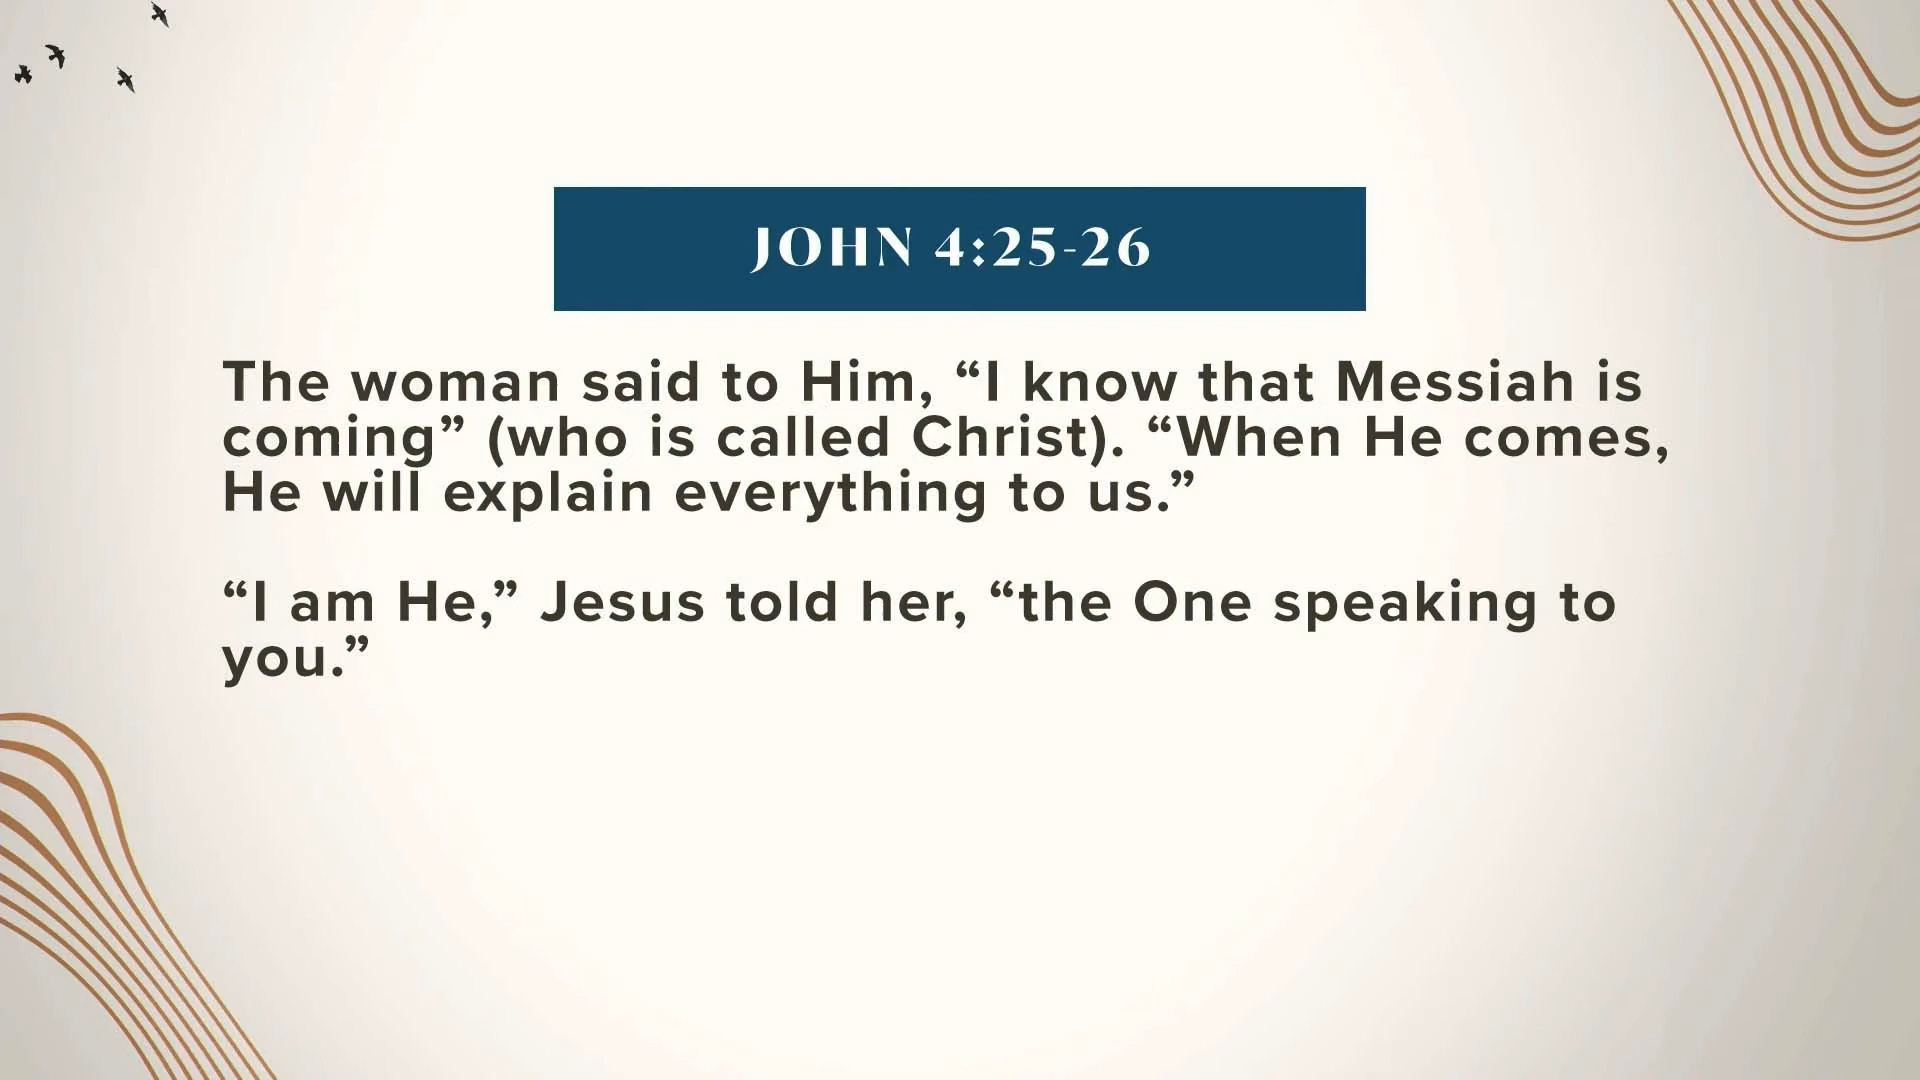 JOHN 4:25-26
The woman said to Him, “I know that Messiah is
coming” (who is called Christ). “When He comes,
He will explain everything to us.”
“I am He,” Jesus told her, “the One speaking to
you.”